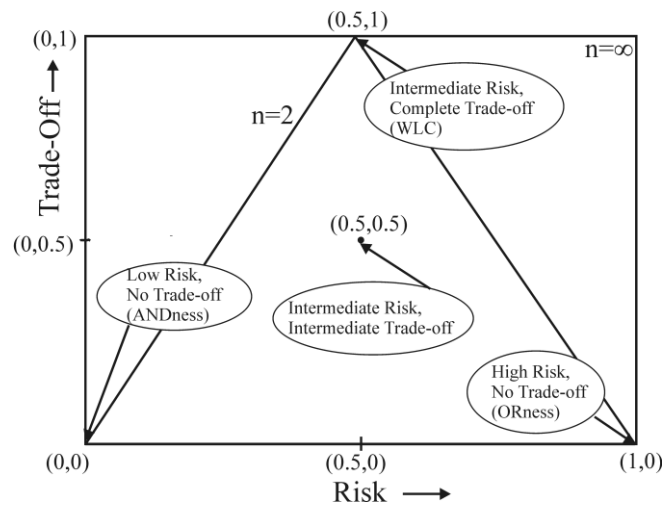 (0.5,1)
(0,1)
n=∞
Intermediate Risk,
Complete Trade-off
(WLC)
n=2
Trade-Off
(0.5,0.5)
(0,0.5)
Low Risk,
No Trade-off
(ANDness)
Intermediate Risk,
Intermediate Trade-off
High Risk,
No Trade-off
(ORness)
(0,0)
(0.5,0)
(1,0)
Risk